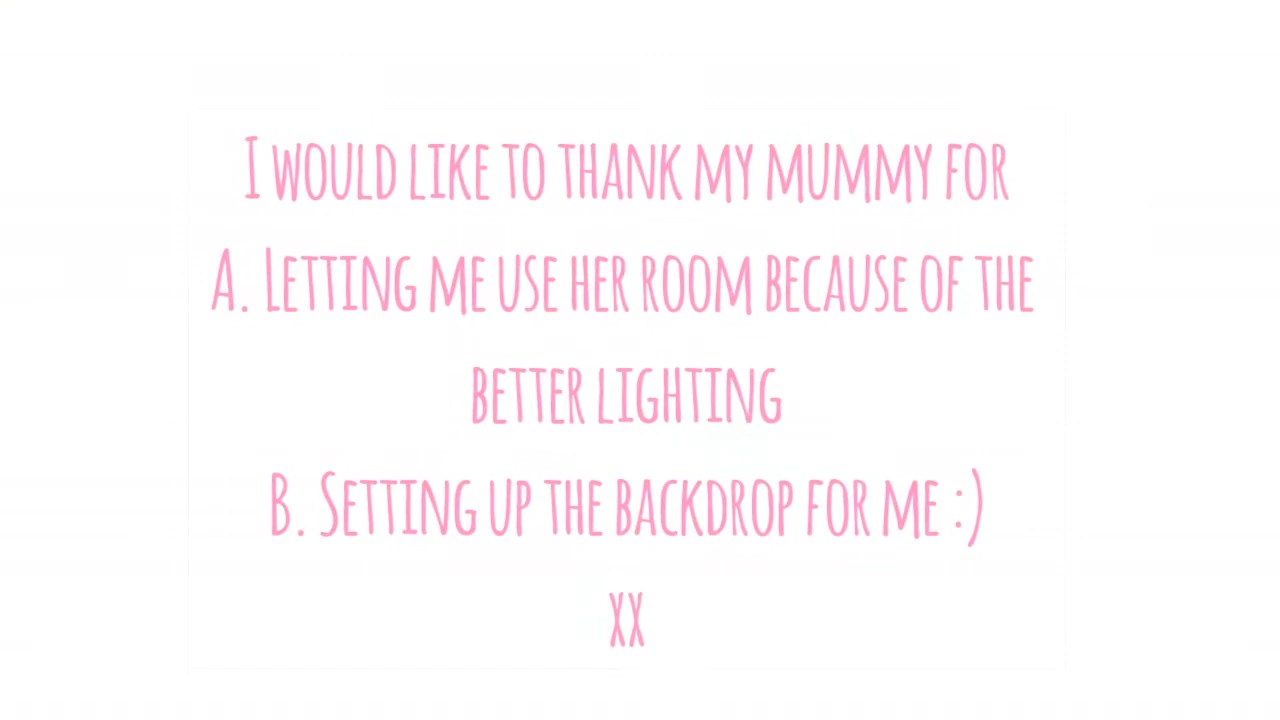 I would like to thank my mummy for
A. Letting me use her room because of the
better lighting
B. Setting up the backdrop for me :)
xx